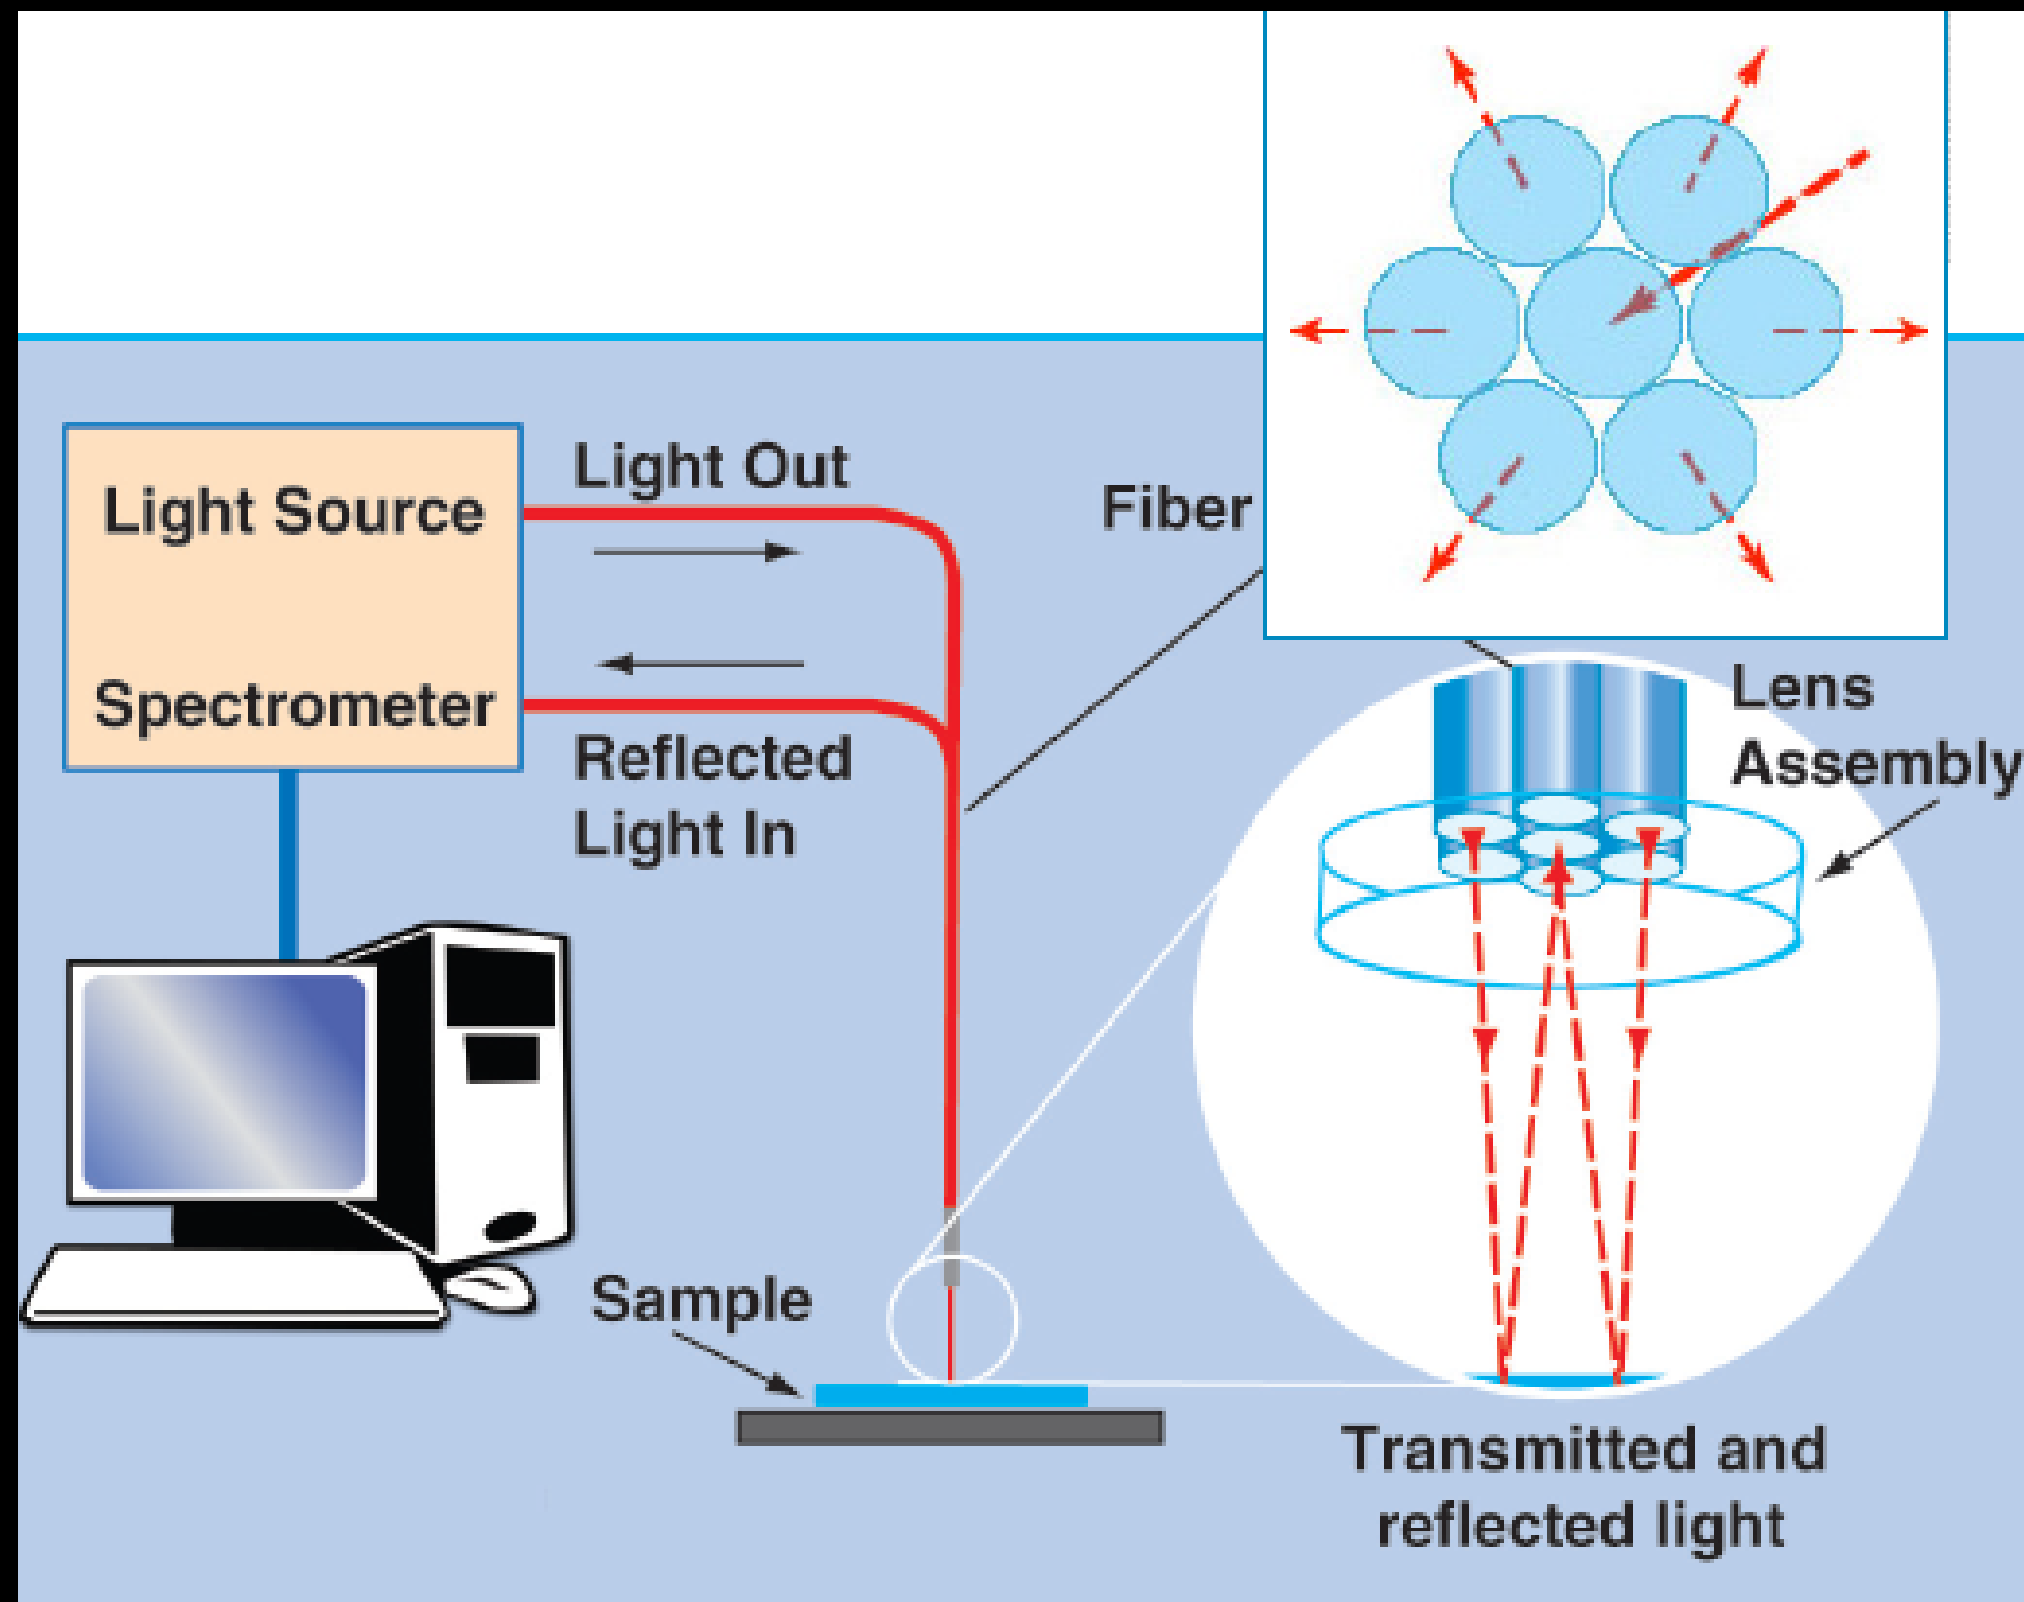 Light Source
Light Out
Fiber
Spectrometer
Reflected
Light In
Lens
Assembly
Sample
Transmitted and
reflected light